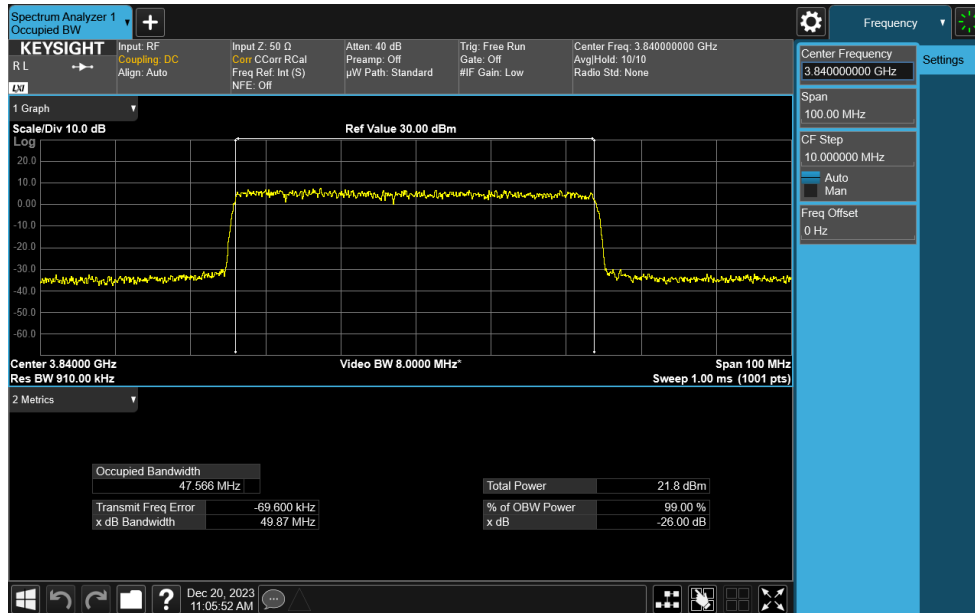 Spectrum Analyzer 1
Occupied BW
Frequency
KEYSIGHT
R L
LXI
Input: RF
Coupling: DC
Align: Auto
Input Z: 50 Ω
Corr CCorr RCal
Freq Ref: Int (S)
NFE: Off
Atten: 40 dB
Preamp: Off
µW Path: Standard
Trig: Free Run
Gate: Off
#IF Gain: Low
Center Freq: 3.840000000 GHz
Avg|Hold: 10/10
Radio Std: None
Center Frequency
3.840000000 GHz
Settings
Span
100.00 MHz
CF Step
10.000000 MHz
Auto
Man
Freq Offset
0 Hz
1 Graph
Scale/Div 10.0 dB
Ref Value 30.00 dBm
Log
20.0
10.0
0.00
-10.0
-20.0
-30.0
-40.0
-50.0
-60.0
Center 3.84000 GHz
Video BW 8.0000 MHz*
Span 100 MHz
Res BW 910.00 kHz
Sweep 1.00 ms (1001 pts)
2 Metrics
Occupied Bandwidth
47.566 MHz
Total Power 21.8 dBm
Transmit Freq Error -69.600 kHz
% of OBW Power 99.00 %
x dB Bandwidth 49.87 MHz
x dB -26.00 dB
?
Dec 20, 2023
11:05:52 AM